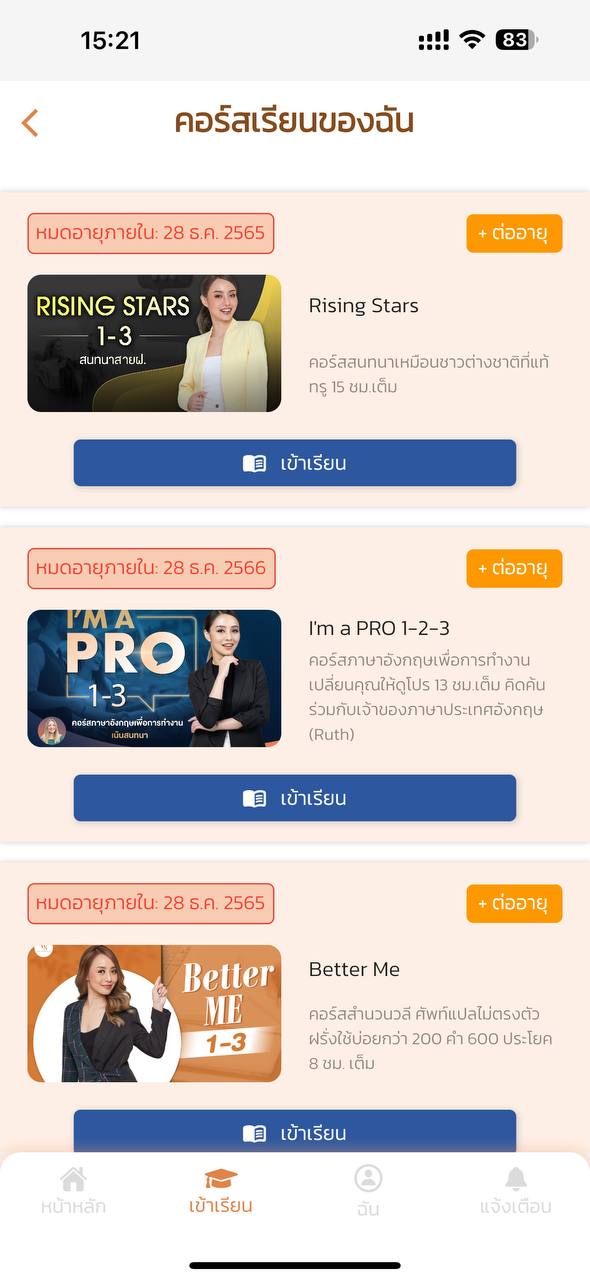 15:21
83
คอร์สเรียนของฉัน
หมดอายุภายใน: 28 ธ.ค. 2565
+ ต่ออายุ
RISING STARS
1-3
สนทนาสายฝ.
Rising Stars
คอร์สสนทนาเหมือนชาวต่างชาติที่แท้
ทรู 15 ชม.เต็ม
เข้าเรียน
หมดอายุภายใน: 28 ธ.ค. 2566
+ ต่ออายุ
I'M A
PRO
1-3
คอร์สภาษาอังกฤษเพื่อการทำงาน
เน้นสนทนา
I'm a PRO 1-2-3
คอร์สภาษาอังกฤษเพื่อการทำงาน
เปลี่ยนคุณให้ดูโปร 13 ชม.เต็ม คิดค้น
ร่วมกับเจ้าของภาษาประเทศอังกฤษ
(Ruth)
เข้าเรียน
หมดอายุภายใน: 28 ธ.ค. 2565
+ ต่ออายุ
Better
ME
1-3
Better Me
คอร์สสำนวนวลี ศัพท์แปลไม่ตรงตัว
ฝรั่งใช้บ่อยกว่า 200 คำ 600 ประโยค
8 ชม. เต็ม
เข้าเรียน
หน้าหลัก
เข้าเรียน
ฉัน
แจ้งเตือน